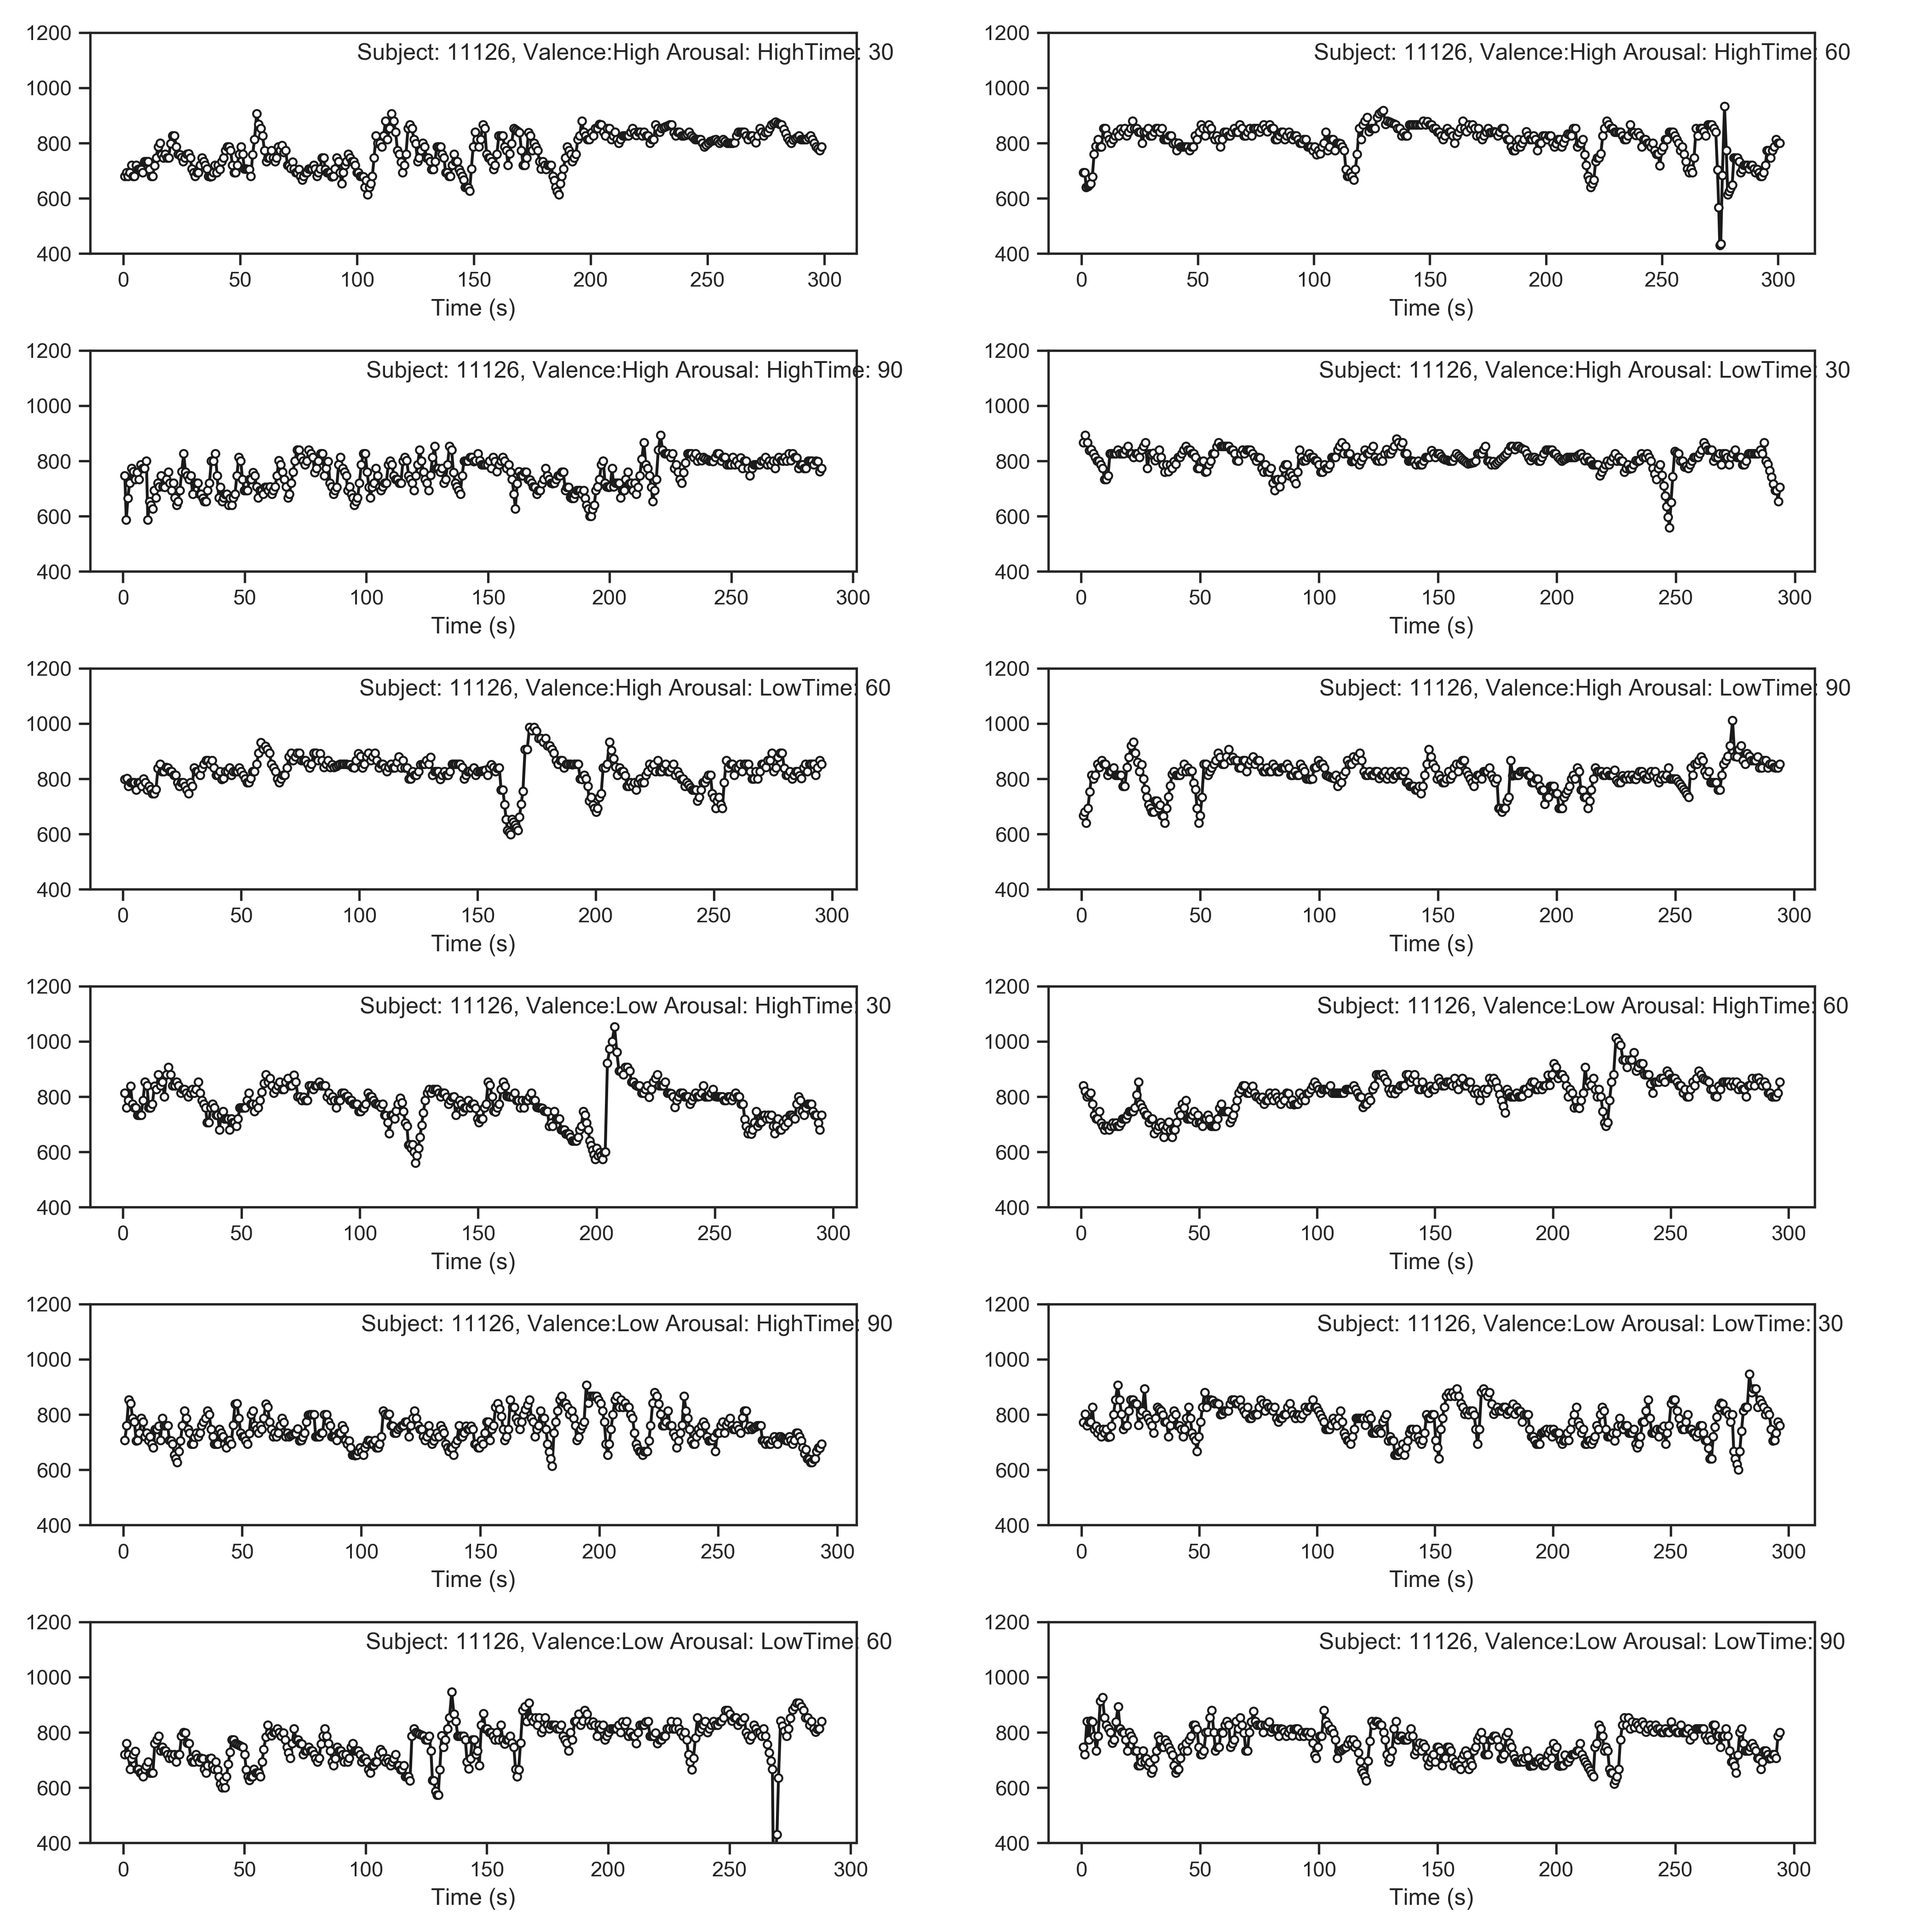 1200
Subject: 11126, Valence:High Arousal: HighTime: 30
1000
800
600
400
0 50 100 150 200 250 300
Time (s)
1200
Subject: 11126, Valence:High Arousal: HighTime: 60
1000
800
600
400
0 50 100 150 200 250 300
Time (s)
1200
Subject: 11126, Valence:High Arousal: HighTime: 90
1000
800
600
400
0 50 100 150 200 250 300
Time (s)
1200
Subject: 11126, Valence:High Arousal: LowTime: 30
1000
800
600
400
0 50 100 150 200 250 300
Time (s)
1200
Subject: 11126, Valence:High Arousal: LowTime: 60
1000
800
600
400
0 50 100 150 200 250 300
Time (s)
1200
Subject: 11126, Valence:High Arousal: LowTime: 90
1000
800
600
400
0 50 100 150 200 250 300
Time (s)
1200
Subject: 11126, Valence:Low Arousal: HighTime: 30
1000
800
600
400
0 50 100 150 200 250 300
Time (s)
1200
Subject: 11126, Valence:Low Arousal: HighTime: 60
1000
800
600
400
0 50 100 150 200 250 300
Time (s)
1200
Subject: 11126, Valence:Low Arousal: HighTime: 90
1000
800
600
400
0 50 100 150 200 250 300
Time (s)
1200
Subject: 11126, Valence:Low Arousal: LowTime: 30
1000
800
600
400
0 50 100 150 200 250 300
Time (s)
1200
Subject: 11126, Valence:Low Arousal: LowTime: 60
1000
800
600
400
0 50 100 150 200 250 300
Time (s)
1200
Subject: 11126, Valence:Low Arousal: LowTime: 90
1000
800
600
400
0 50 100 150 200 250 300
Time (s)